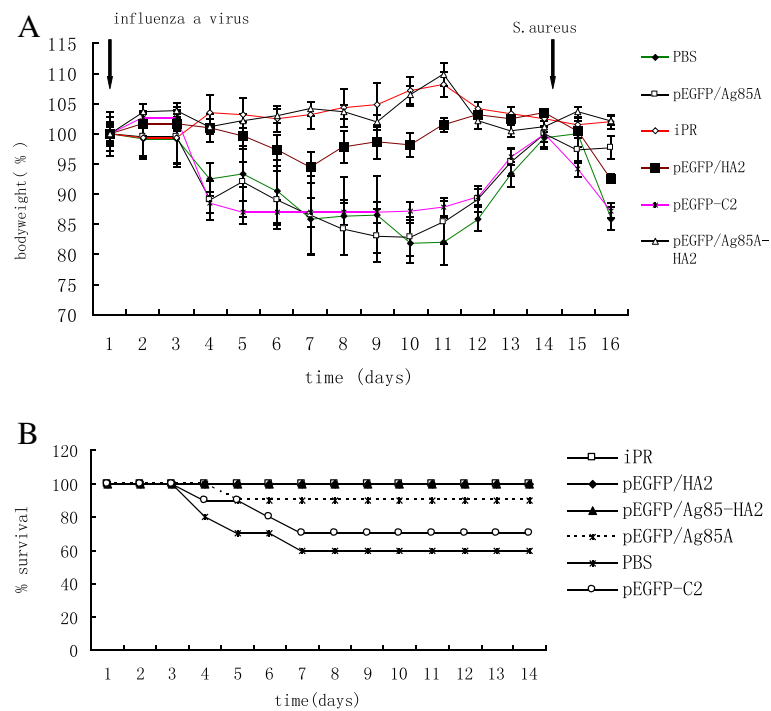 A
influenza a virus
S.aureus
115
110
105
100
95
90
85
80
75
70
bodyweight(%)
1 2 3 4 5 6 7 8 9 10 11 12 13 14 15 16
time (days)
PBS
pEGFP/Ag85A
iPR
pEGFP/HA2
pEGFP-C2
pEGFP/Ag85A-
HA2
B
120
100
80
60
40
20
0
% survival
1 2 3 4 5 6 7 8 9 10 11 12 13 14
time(days)
iPR
pEGFP/HA2
pEGFP/Ag85-HA2
pEGFP/Ag85A
PBS
pEGFP-C2